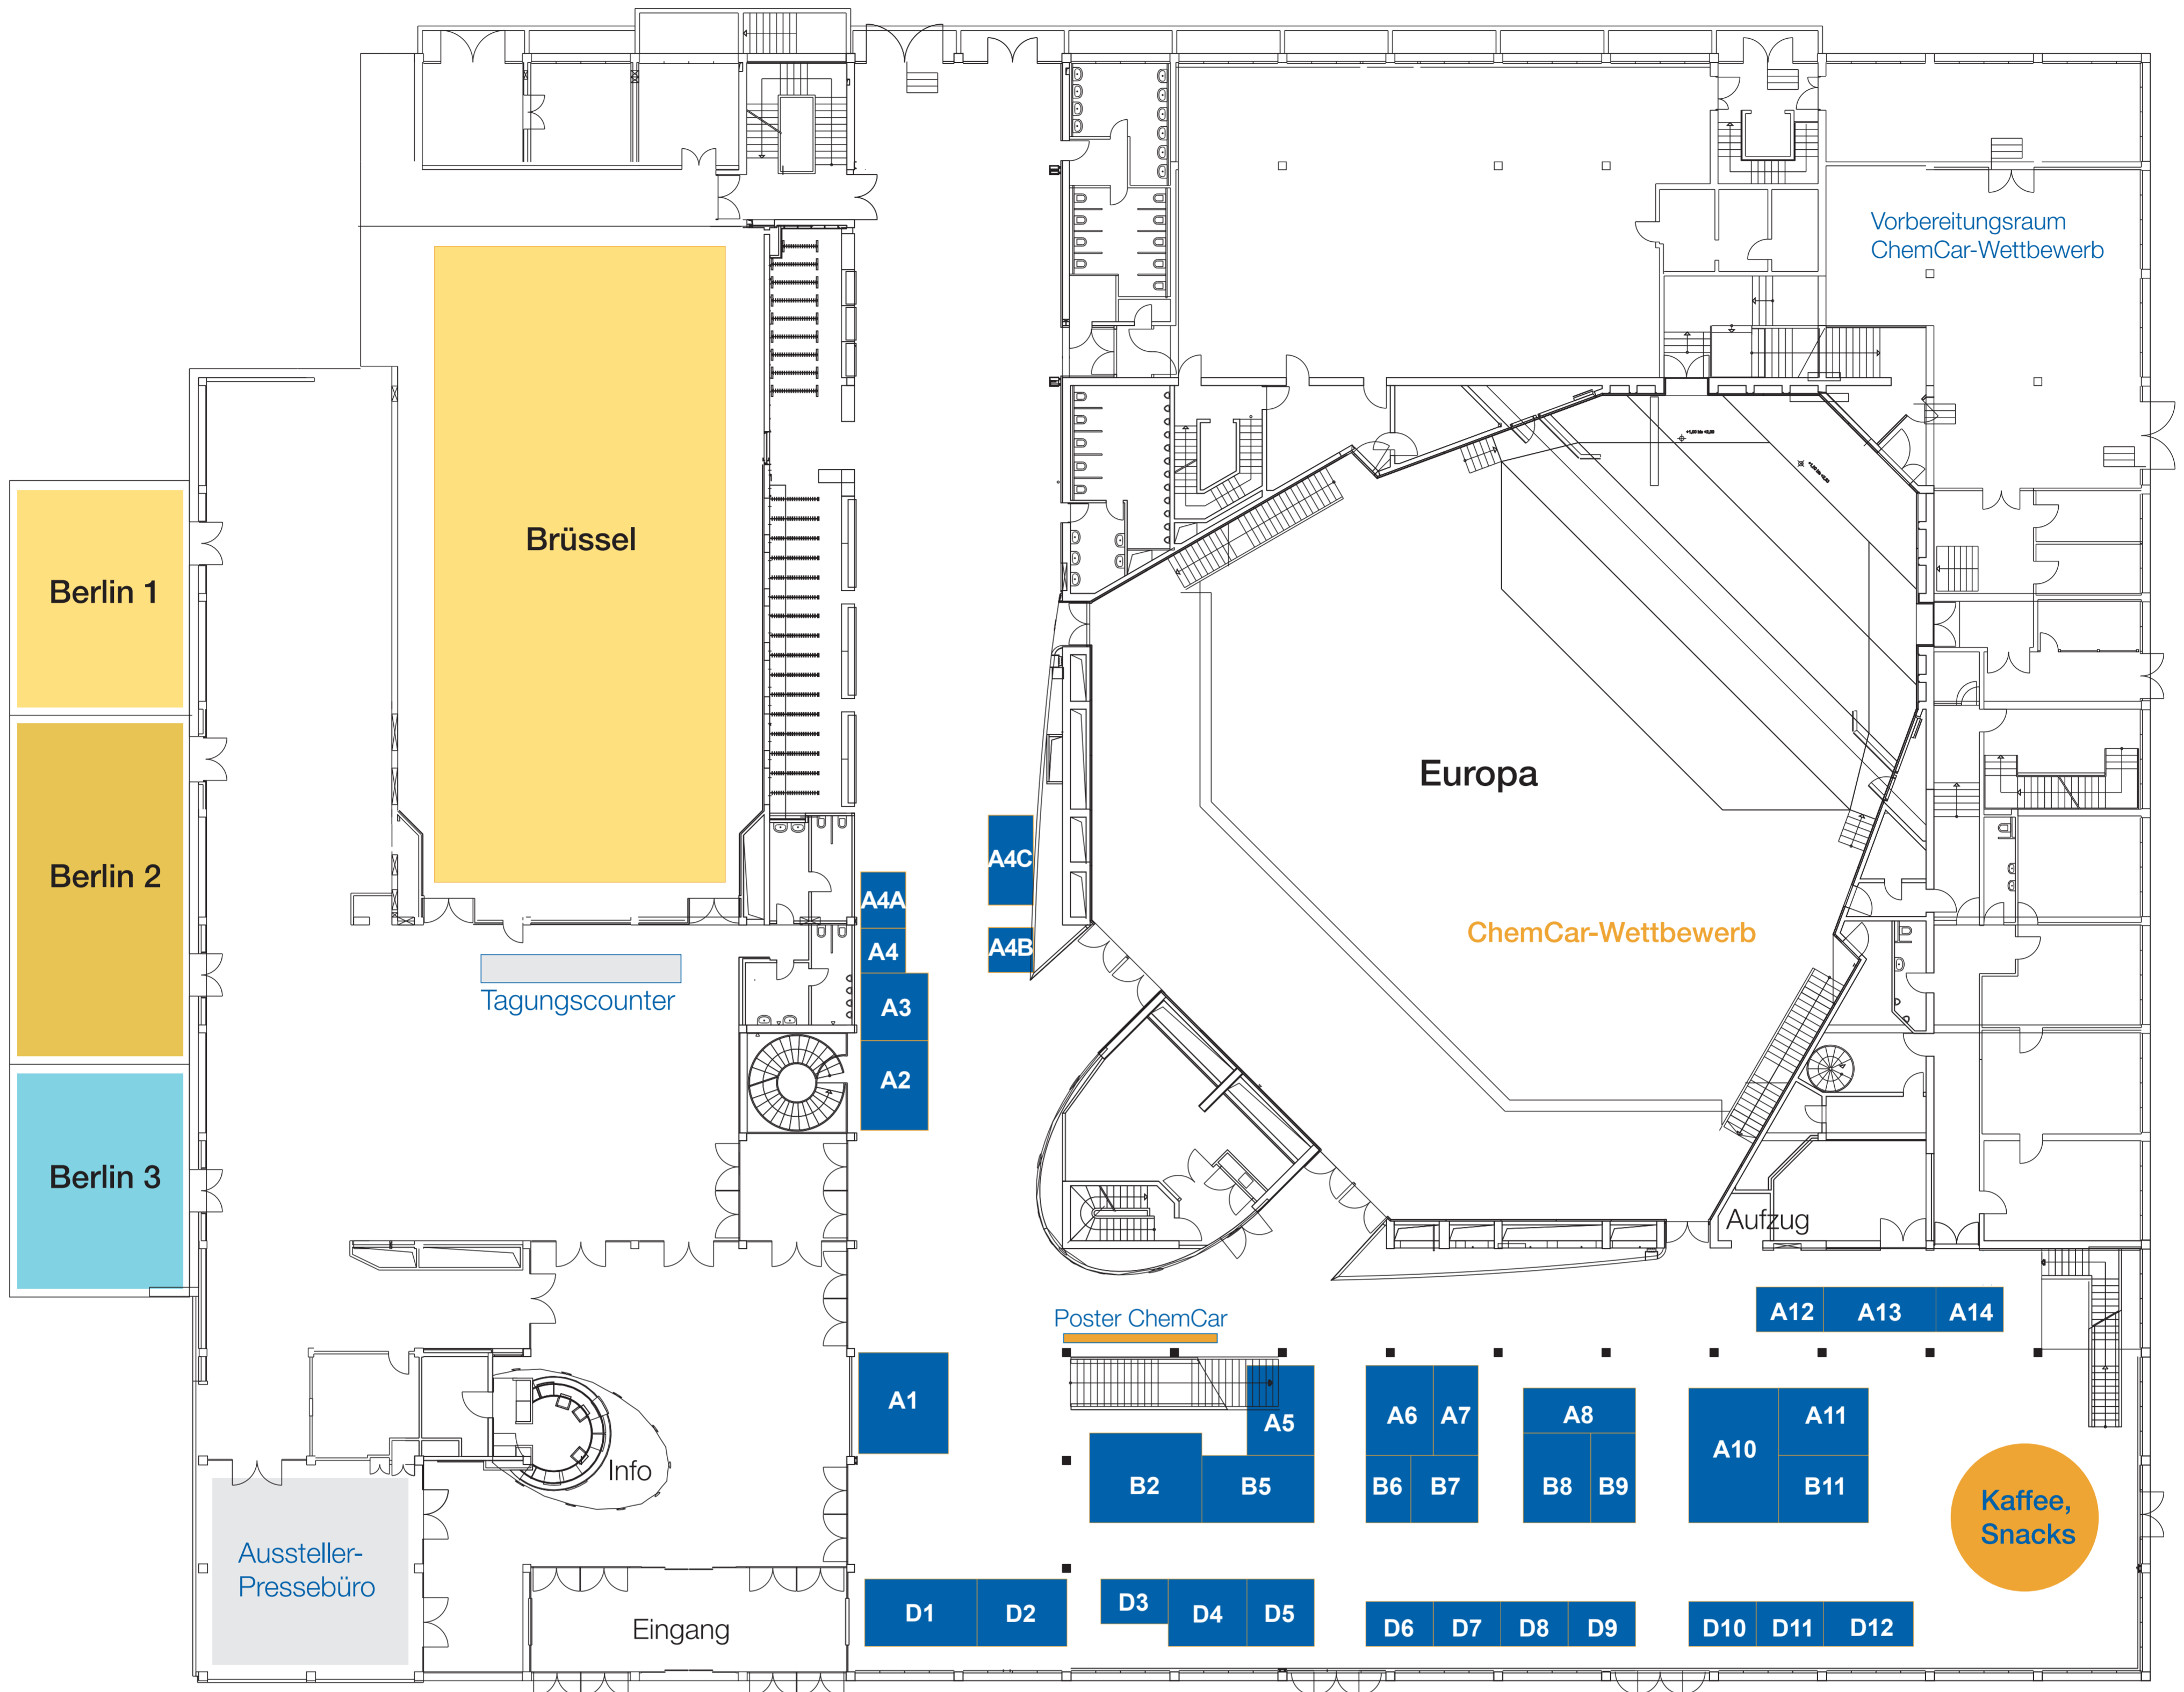 Vorbereitungsraum
ChemCar-Wettbewerb
Brüssel
Berlin 1
Europa
A4C
Berlin 2
A4A
ChemCar-Wettbewerb
A4
A4B
Tagungscounter
A3
A2
Berlin 3
Aufzug
Poster ChemCar
A12
A13
A14
A1
A5
A6
A7
A8
A10
A11
Info
B2
B5
B6
B7
B8
B9
B11
Kaffee,
Snacks
Aussteller-
Pressebüro
Eingang
D1
D2
D3
D4
D5
D6
D7
D8
D9
D10
D11
D12